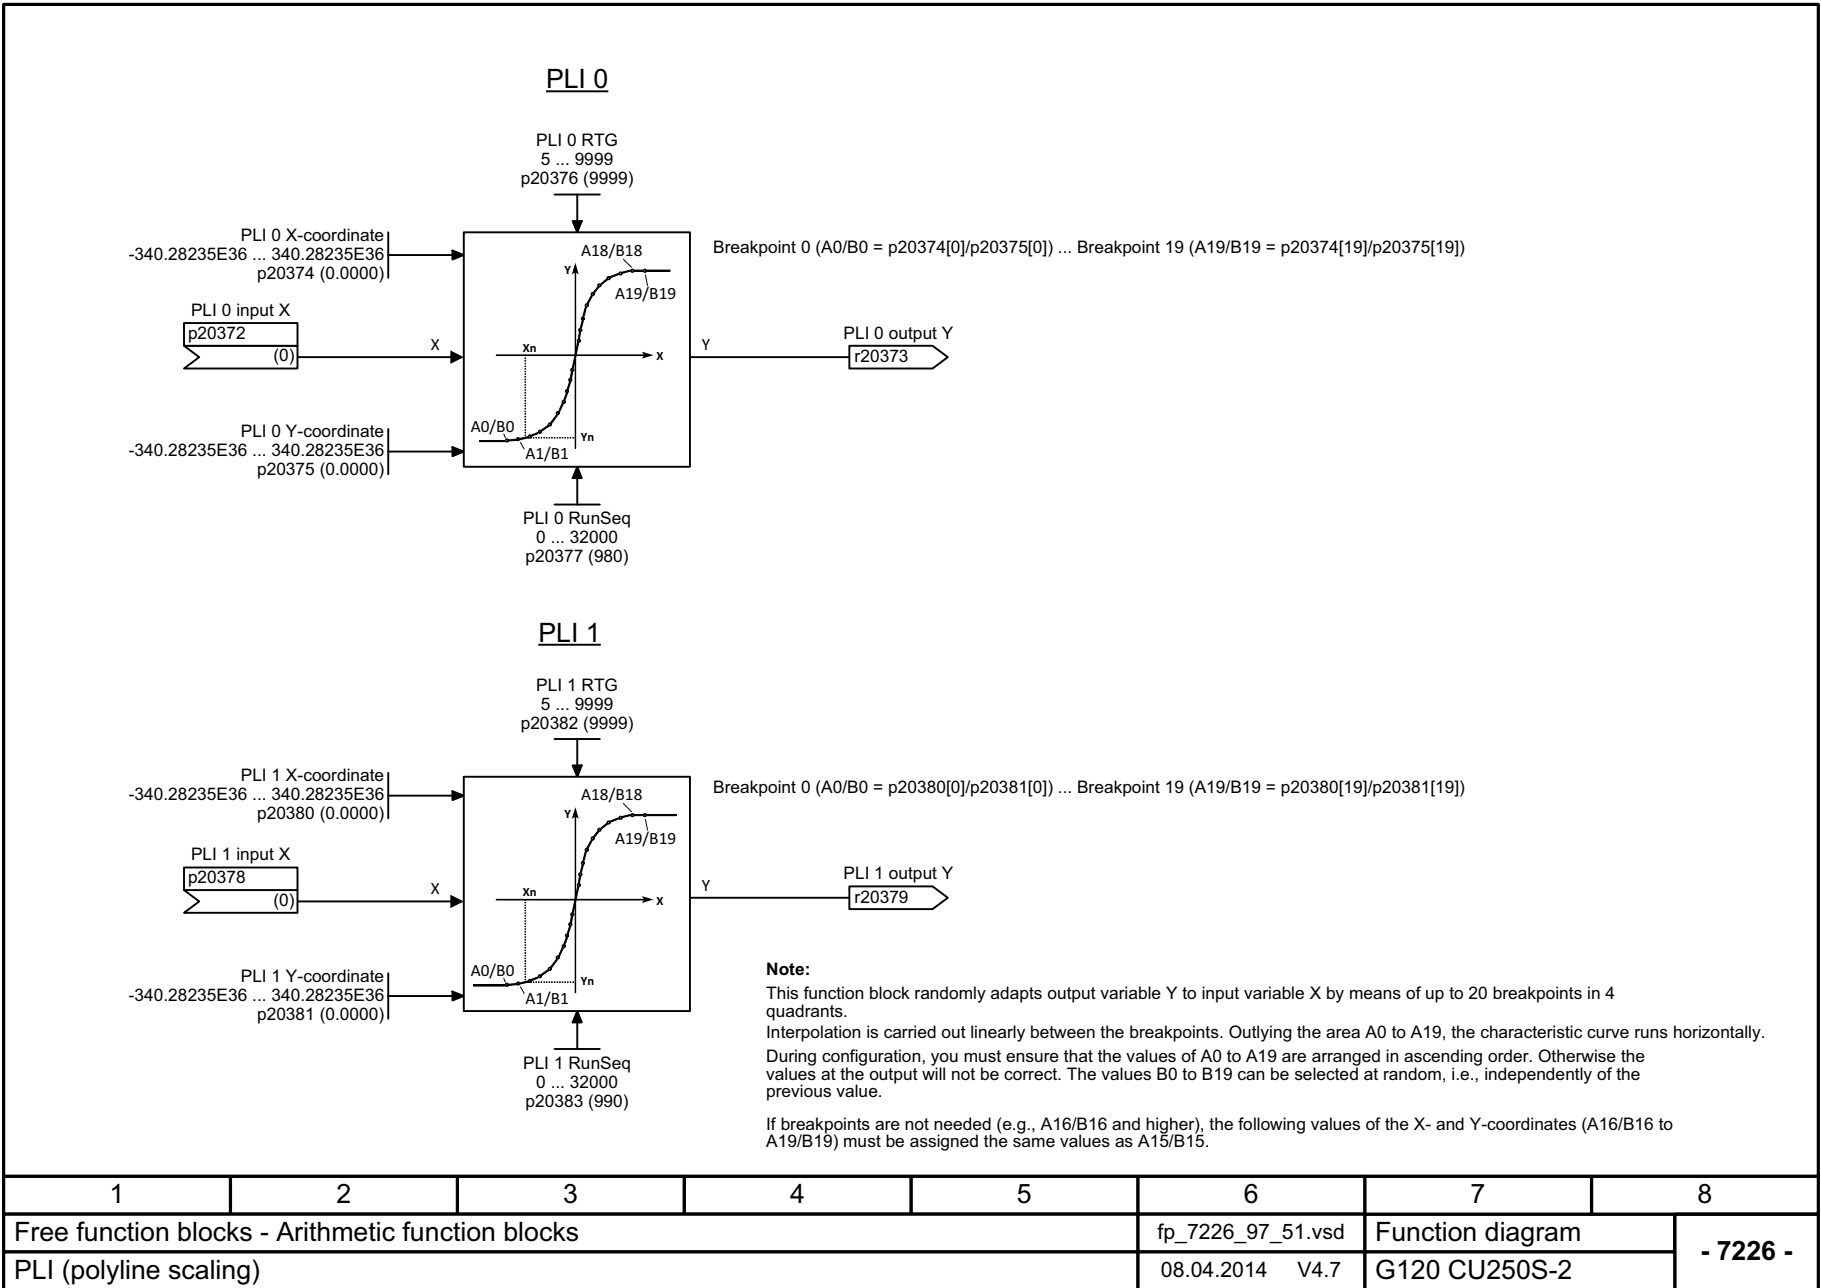 PLI 0
PLI 0 RTG
5 ... 9999
p20376 (9999)
PLI 0 X-coordinate
-340.28235E36 ... 340.28235E36
p20374 (0.0000)
A18/B18
Y
A19/B19
Breakpoint 0 (A0/B0 = p20374[0]/p20375[0]) ... Breakpoint 19 (A19/B19 = p20374[19]/p20375[19])
PLI 0 input X
p20372
(0)
X
Xn
X
Y
PLI 0 output Y
r20373
PLI 0 Y-coordinate
-340.28235E36 ... 340.28235E36
p20375 (0.0000)
A0/B0
Yn
A1/B1
PLI 0 RunSeq
0 ... 32000
p20377 (980)
PLI 1
PLI 1 RTG
5 ... 9999
p20382 (9999)
PLI 1 X-coordinate
-340.28235E36 ... 340.28235E36
p20380 (0.0000)
A18/B18
Y
A19/B19
Breakpoint 0 (A0/B0 = p20380[0]/p20381[0]) ... Breakpoint 19 (A19/B19 = p20380[19]/p20381[19])
PLI 1 input X
p20378
(0)
X
Xn
X
Y
PLI 1 output Y
r20379
PLI 1 Y-coordinate
-340.28235E36 ... 340.28235E36
p20381 (0.0000)
A0/B0
Yn
A1/B1
PLI 1 RunSeq
0 ... 32000
p20383 (990)
Note:
This function block randomly adapts output variable Y to input variable X by means of up to 20 breakpoints in 4
quadrants.
Interpolation is carried out linearly between the breakpoints. Outlying the area A0 to A19, the characteristic curve runs horizontally.
During configuration, you must ensure that the values of A0 to A19 are arranged in ascending order. Otherwise the
values at the output will not be correct. The values B0 to B19 can be selected at random, i.e., independently of the
previous value.
If breakpoints are not needed (e.g., A16/B16 and higher), the following values of the X- and Y-coordinates (A16/B16 to
A19/B19) must be assigned the same values as A15/B15.
1 2 3 4 5 6 7 8
Free function blocks - Arithmetic function blocks
fp_7226_97_51.vsd
Function diagram
- 7226 -
PLI (polyline scaling)
08.04.2014 V4.7
G120 CU250S-2